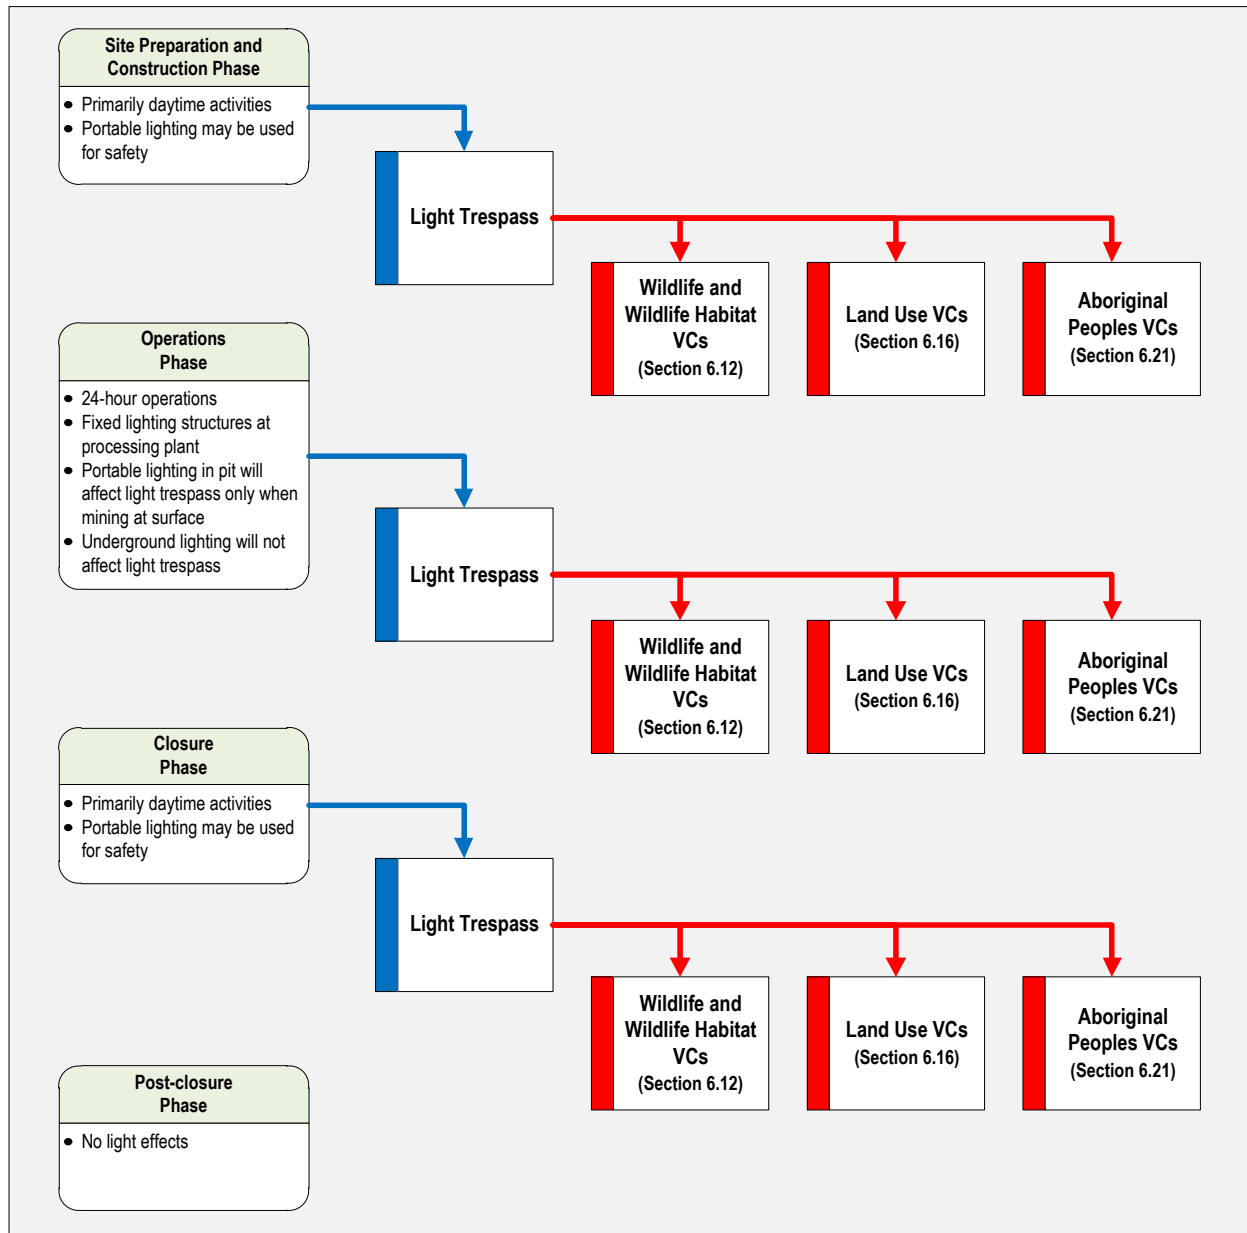 Site Preparation and
Construction Phase
● Primarily daytime activities
● Portable lighting may be used
for safety
Light Trespass
Wildlife and
Wildlife Habitat
VCs
(Section 6.12)
Land Use VCs
(Section 6.16)
Aboriginal
Peoples VCs
(Section 6.21)
Operations
Phase
● 24-hour operations
● Fixed lighting structures at
processing plant
● Portable lighting in pit will
affect light trespass only when
mining at surface
● Underground lighting will not
affect light trespass
Light Trespass
Wildlife and
Wildlife Habitat
VCs
(Section 6.12)
Land Use VCs
(Section 6.16)
Aboriginal
Peoples VCs
(Section 6.21)
Closure
Phase
● Primarily daytime activities
● Portable lighting may be used
for safety
Light Trespass
Wildlife and
Wildlife Habitat
VCs
(Section 6.12)
Land Use VCs
(Section 6.16)
Aboriginal
Peoples VCs
(Section 6.21)
Post-closure
Phase
● No light effects